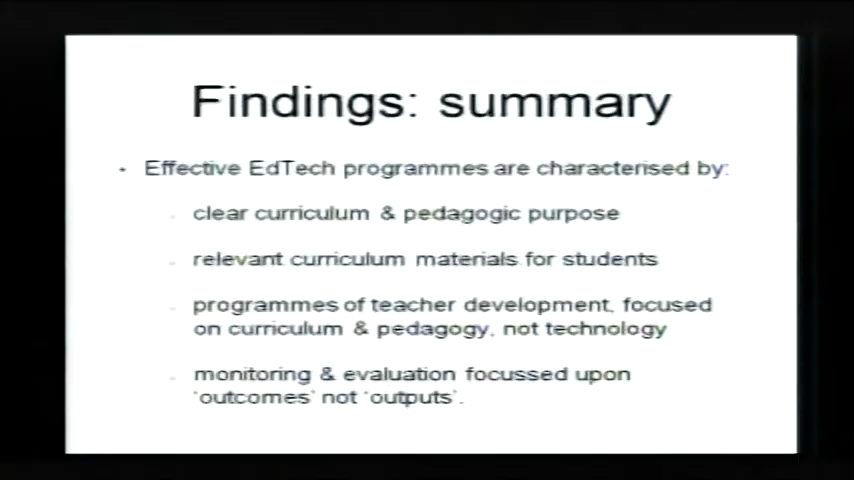 Findings: summary
• Effective EdTech programmes are characterised by:
- clear curriculum & pedagogic purpose
- relevant curriculum materials for students
- programmes of teacher development, focused
on curriculum & pedagogy, not technology
- monitoring & evaluation focussed upon
‘outcomes’ not ‘outputs’.